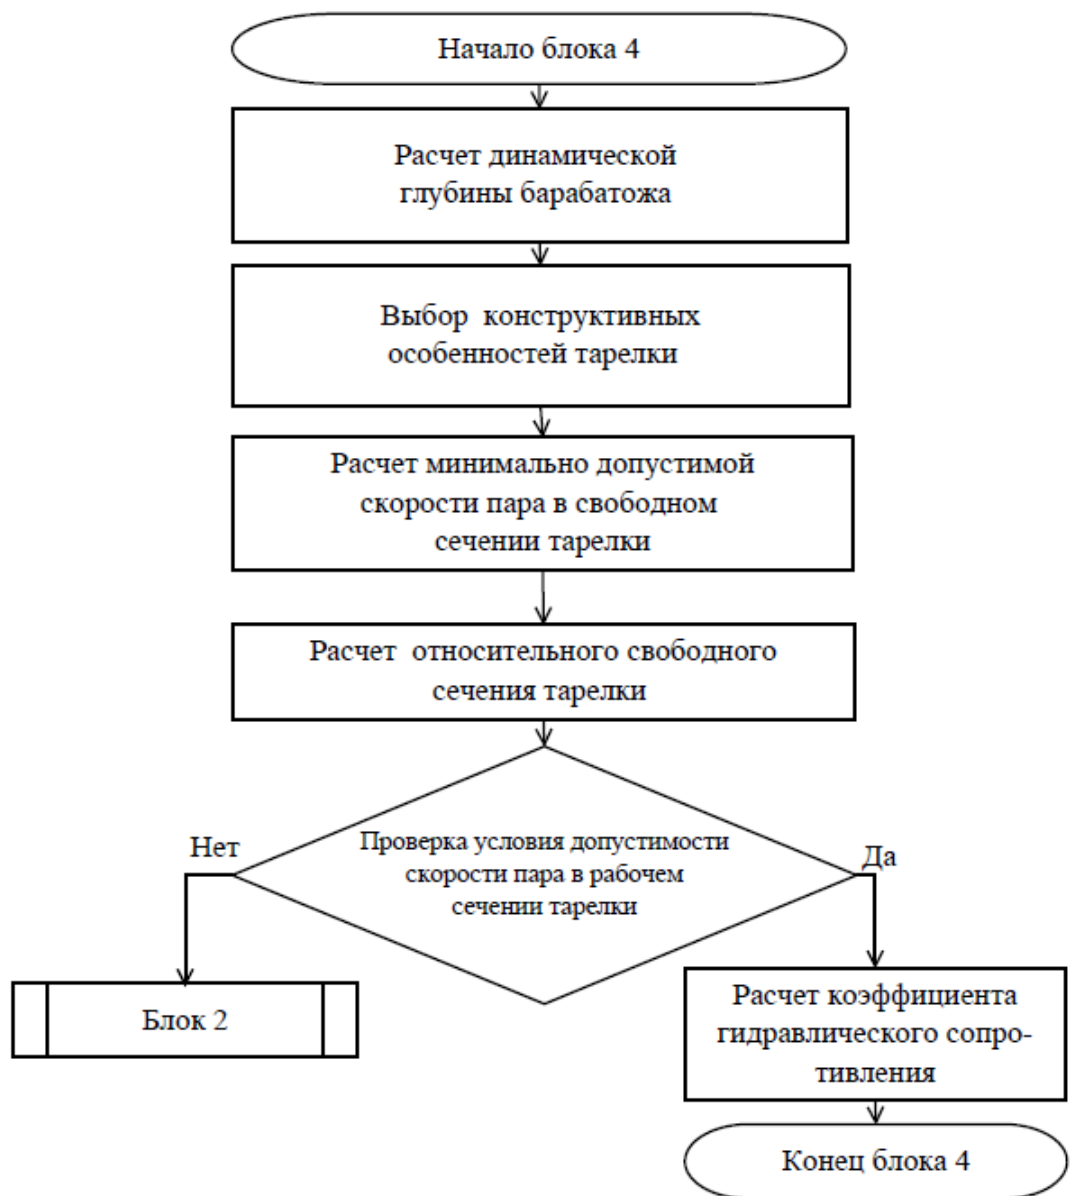 Начало блока 4
Расчет динамической
глубины барабатожа
Выбор конструктивных
особенностей тарелки
Расчет минимально допустимой
скорости пара в свободном
сечении тарелки
Расчет относительного свободного
сечения тарелки
Проверка условия допустимости
скорости пара в рабочем
сечении тарелки
Нет
Да
Блок 2
Расчет коэффициента
гидравлического сопро-
тивления
Конец блока 4